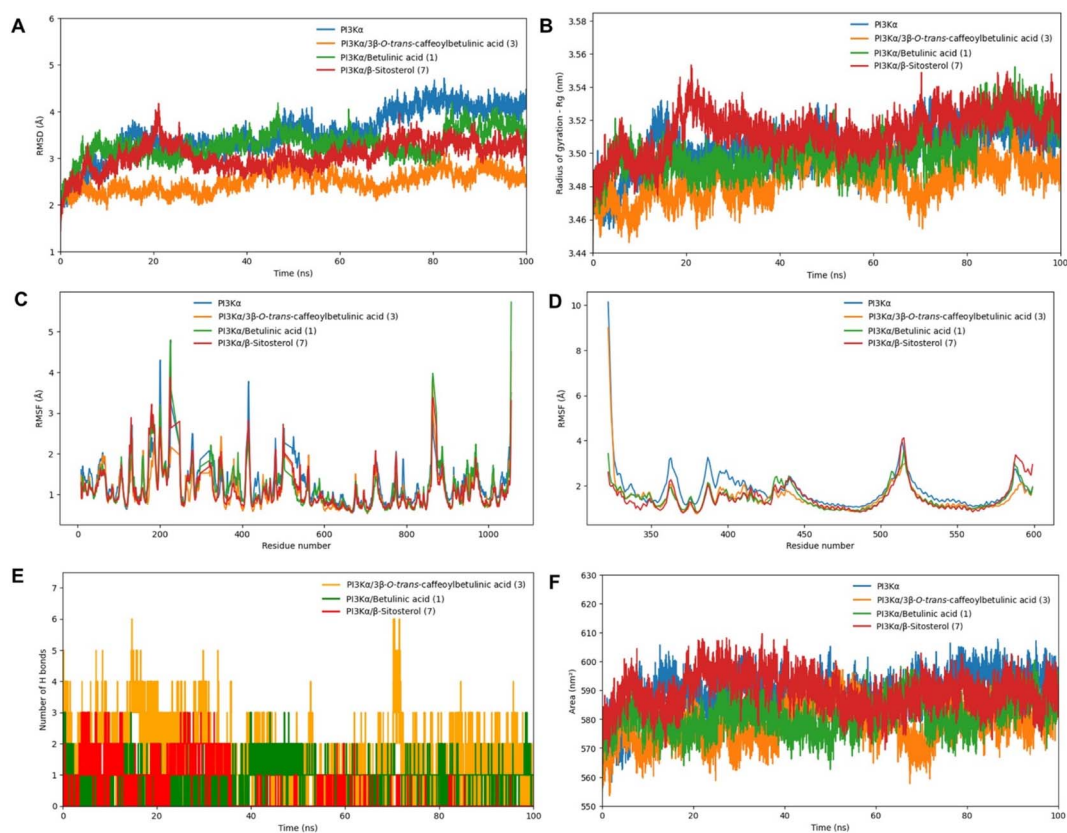 A
6
5
4
3
2
1
RMSD (Å)
PI3Kα
PI3Kα/3β-O-trans-caffeoylbetulinic acid (3)
PI3Kα/Betulinic acid (1)
PI3Kα/β-Sitosterol (7)
0 20 40 60 80 100
Time (ns)
B
3.56
3.54
3.52
3.50
3.48
3.46
3.44
Radius of gyration – Rg (nm)
PI3Kα
PI3Kα/3β-O-trans-caffeoylbetulinic acid (3)
PI3Kα/Betulinic acid (1)
PI3Kα/β-Sitosterol (7)
0 20 40 60 80 100
Time (ns)
C
5
4
3
2
1
RMSF (Å)
PI3Kα
PI3Kα/3β-O-trans-caffeoylbetulinic acid (3)
PI3Kα/Betulinic acid (1)
PI3Kα/β-Sitosterol (7)
0 200 400 600 800 1000
Residue number
D
10
8
6
4
2
RMSF (Å)
PI3Kα
PI3Kα/3β-O-trans-caffeoylbetulinic acid (3)
PI3Kα/Betulinic acid (1)
PI3Kα/β-Sitosterol (7)
350 400 450 500 550 600
Residue number
E
7
6
5
4
3
2
1
0
Number of H bonds
PI3Kα/3β-O-trans-caffeoylbetulinic acid (3)
PI3Kα/Betulinic acid (1)
PI3Kα/β-Sitosterol (7)
0 20 40 60 80 100
Time (ns)
F
630
620
610
600
590
580
570
560
550
Area (nm²)
PI3Kα
PI3Kα/3β-O-trans-caffeoylbetulinic acid (3)
PI3Kα/Betulinic acid (1)
PI3Kα/β-Sitosterol (7)
0 20 40 60 80 100
Time (ns)